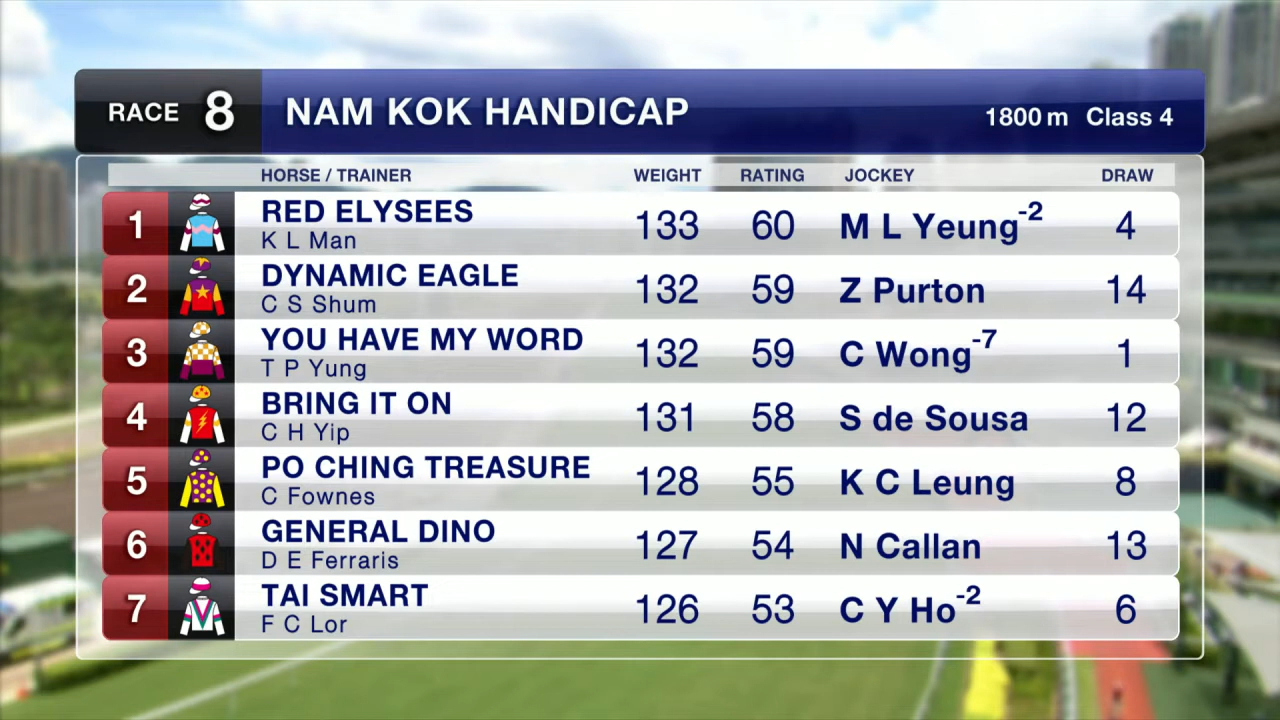 RACE 8 NAM KOK HANDICAP 1800 m Class 4
HORSE / TRAINER WEIGHT RATING JOCKEY DRAW
1 RED ELYSEES 133 60 M L Yeung-2 4
K L Man
2 DYNAMIC EAGLE 132 59 Z Purton 14
C S Shum
3 YOU HAVE MY WORD 132 59 C Wong-7 1
T P Yung
4 BRING IT ON 131 58 S de Sousa 12
C H Yip
5 PO CHING TREASURE 128 55 K C Leung 8
C Fownes
6 GENERAL DINO 127 54 N Callan 13
D E Ferraris
7 TAI SMART 126 53 C Y Ho-2 6
F C Lor